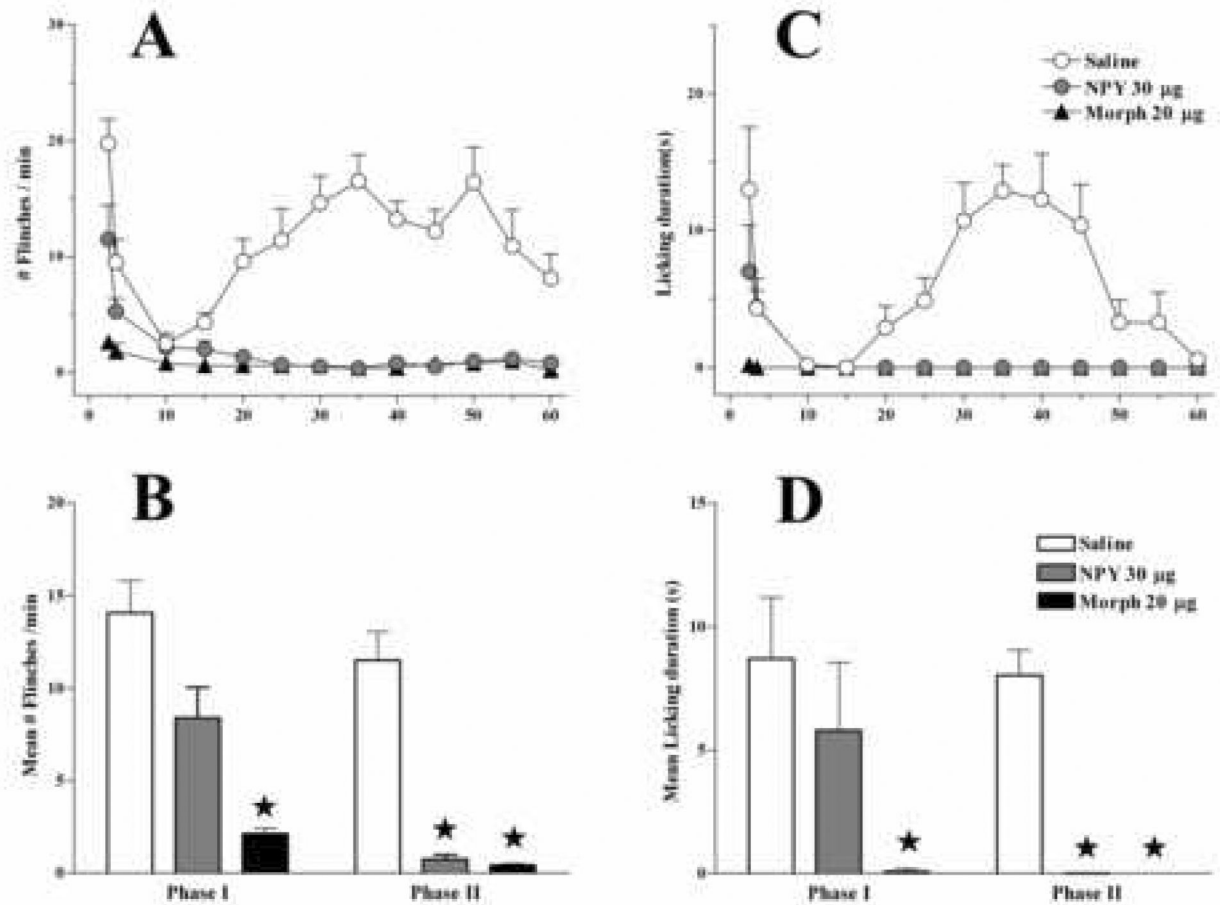 A
# Flinches / min
30
20
10
0
0 10 20 30 40 50 60
C
Saline
NPY 30 µg
Morph 20 µg
Licking duration(s)
20
10
0
0 10 20 30 40 50 60
B
Mean # Flinches /min
20
15
10
5
0
Phase I Phase II
D
Saline
NPY 30 µg
Morph 20 µg
Mean Licking duration (s)
15
10
5
0
Phase I Phase II